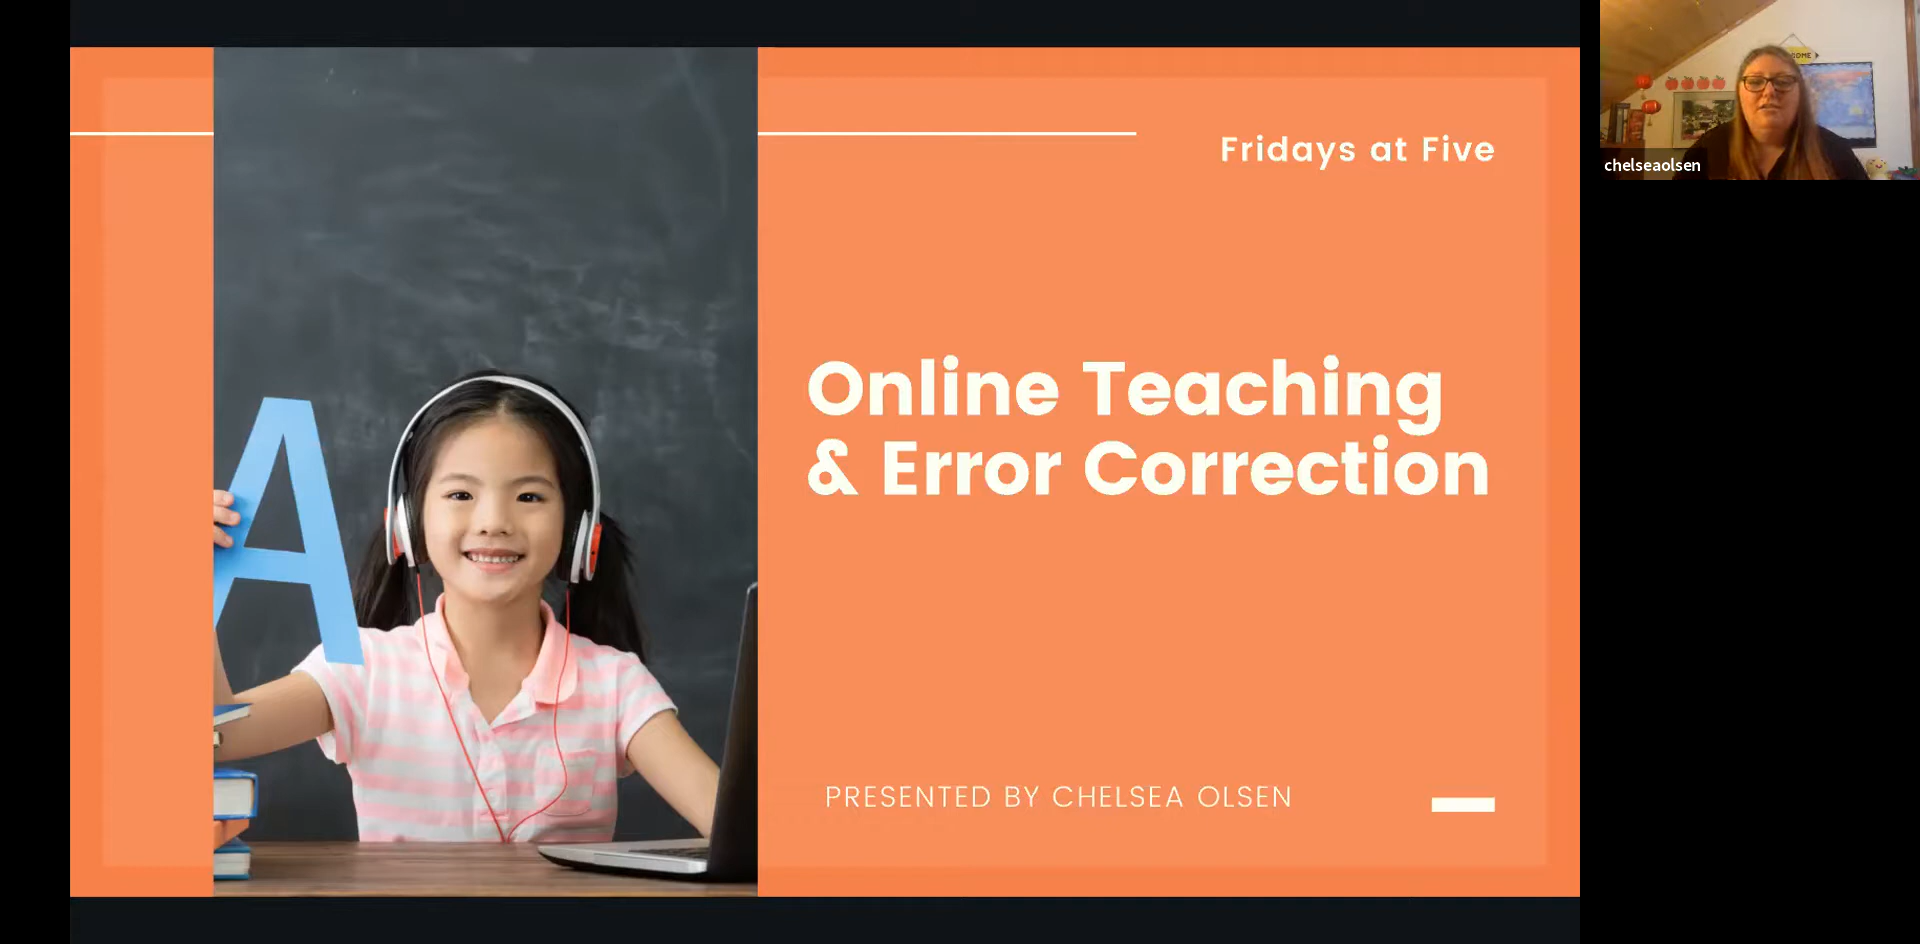 Fridays at Five
Online Teaching
& Error Correction
PRESENTED BY CHELSEA OLSEN
A
chelseaolsen